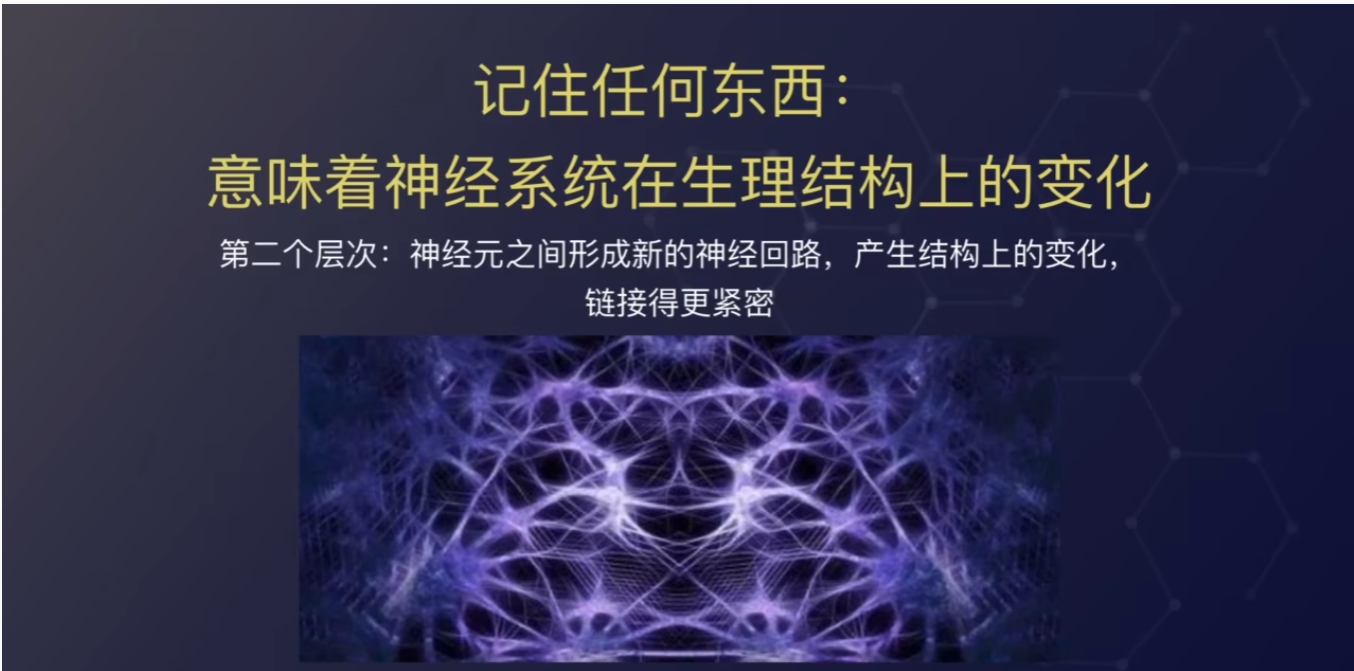 记住任何东西：
意味着神经系统在生理结构上的变化
第二个层次：神经元之间形成新的神经回路，产生结构上的变化，
链接得更紧密